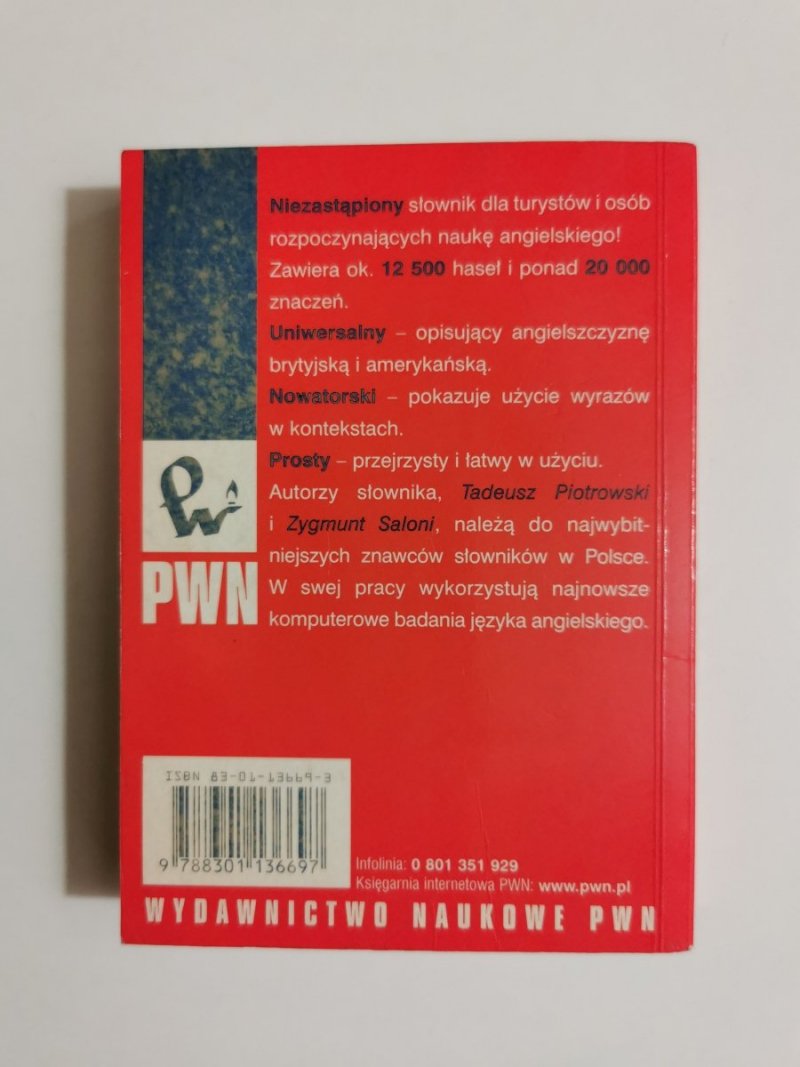 Niezastąpiony słownik dla turystów i osób
rozpoczynających naukę angielskiego!
Zawiera ok. 12 500 haseł i ponad 20 000
znaczeń.
Uniwersalny – opisujący angielszczyznę
brytyjską i amerykańską.
Nowatorski – pokazuje użycie wyrazów
w kontekstach.
Prosty – przejrzysty i łatwy w użyciu.
Autorzy słownika, Tadeusz Piotrowski
i Zygmunt Saloni, należą do najwybit-
niejszych znawców słowników w Polsce.
W swej pracy wykorzystują najnowsze
komputerowe badania języka angielskiego.
PWN
ISBN 83-01-13669-3
9 788301 136697
Infolinia: 0 801 351 929
Księgarnia internetowa PWN: www.pwn.pl
WYDAWNICTWO NAUKOWE PWN